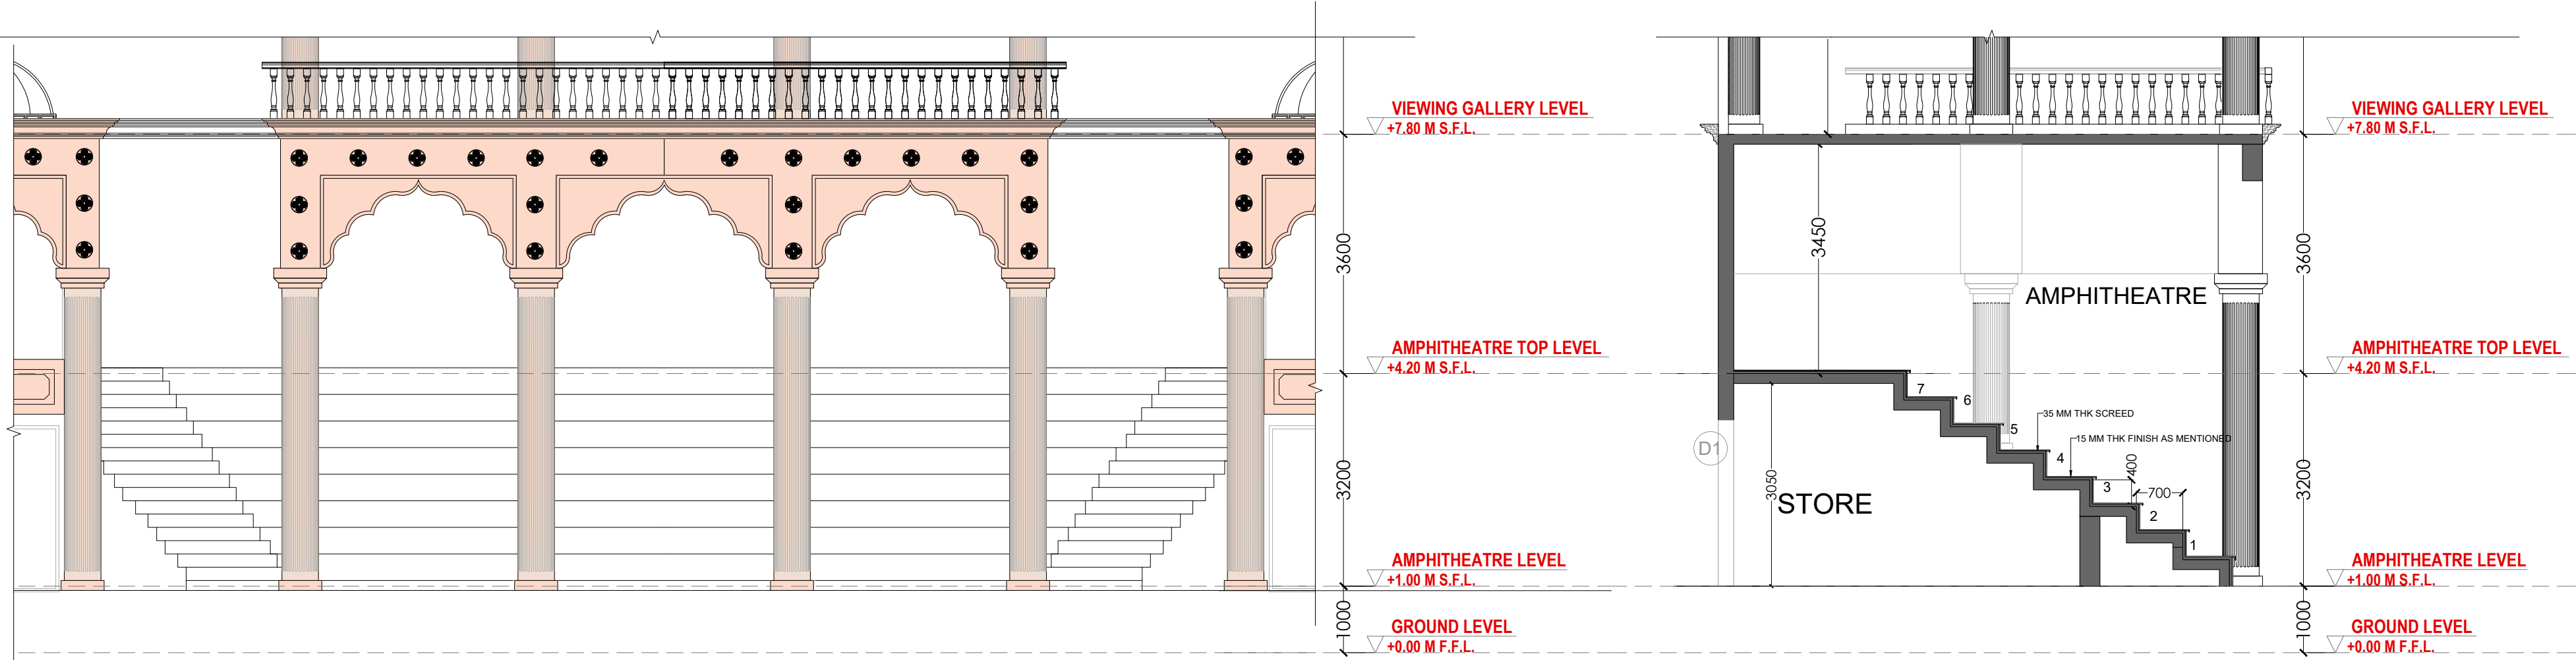 VIEWING GALLERY LEVEL
+7.80 M S.F.L.
3600
AMPHITHEATRE TOP LEVEL
+4.20 M S.F.L.
3200
AMPHITHEATRE LEVEL
+1.00 M S.F.L.
1000
GROUND LEVEL
+0.00 M F.F.L.
3450
AMPHITHEATRE
7
6
5
35 MM THK SCREED
15 MM THK FINISH AS MENTIONED
4
D1
400
3
700
3050
STORE
2
1
VIEWING GALLERY LEVEL
+7.80 M S.F.L.
3600
AMPHITHEATRE TOP LEVEL
+4.20 M S.F.L.
3200
AMPHITHEATRE LEVEL
+1.00 M S.F.L.
1000
GROUND LEVEL
+0.00 M F.F.L.